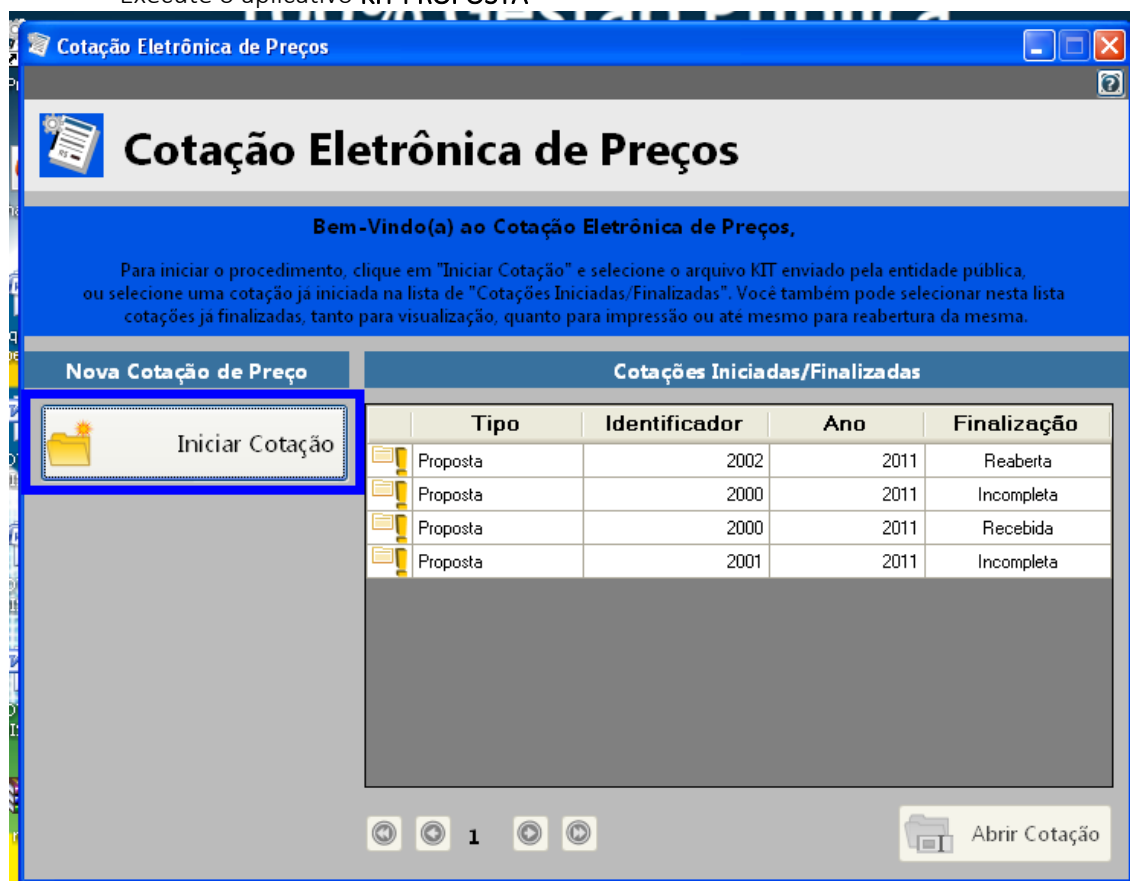 Execute o aplicativo KIT PROPOSTA
Cotação Eletrônica de Preços
Cotação Eletrônica de Preços
Bem-Vindo(a) ao Cotação Eletrônica de Preços,
Para iniciar o procedimento, clique em "Iniciar Cotação" e selecione o arquivo KIT enviado pela entidade pública,
ou selecione uma cotação já iniciada na lista de "Cotações Iniciadas/Finalizadas". Você também pode selecionar nesta lista
cotações já finalizadas, tanto para visualização, quanto para impressão ou até mesmo para reabertura da mesma.
Nova Cotação de Preço
Cotações Iniciadas/Finalizadas
Iniciar Cotação
Tipo Identificador Ano Finalização
Proposta 2002 2011 Reaberta
Proposta 2000 2011 Incompleta
Proposta 2000 2011 Recebida
Proposta 2001 2011 Incompleta
1
Abrir Cotação